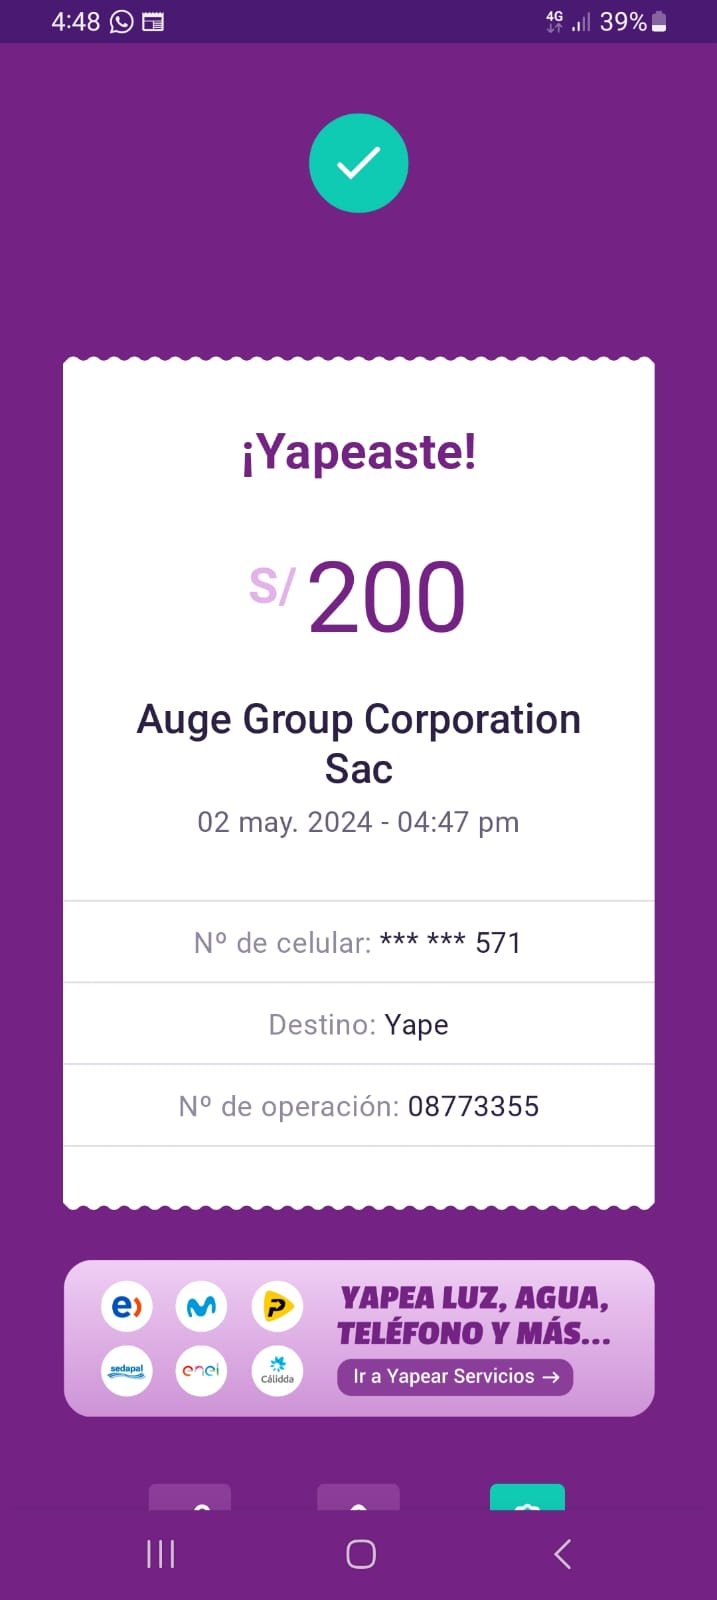 4:48
4G
39%
¡Yapeaste!
S/ 200
Auge Group Corporation
Sac
02 may. 2024 - 04:47 pm
Nº de celular: *** *** 571
Destino: Yape
Nº de operación: 08773355
YAPEA LUZ, AGUA,
TELÉFONO Y MÁS...
Ir a Yapear Servicios →
e)
P
sedapal
enel
Cálidda